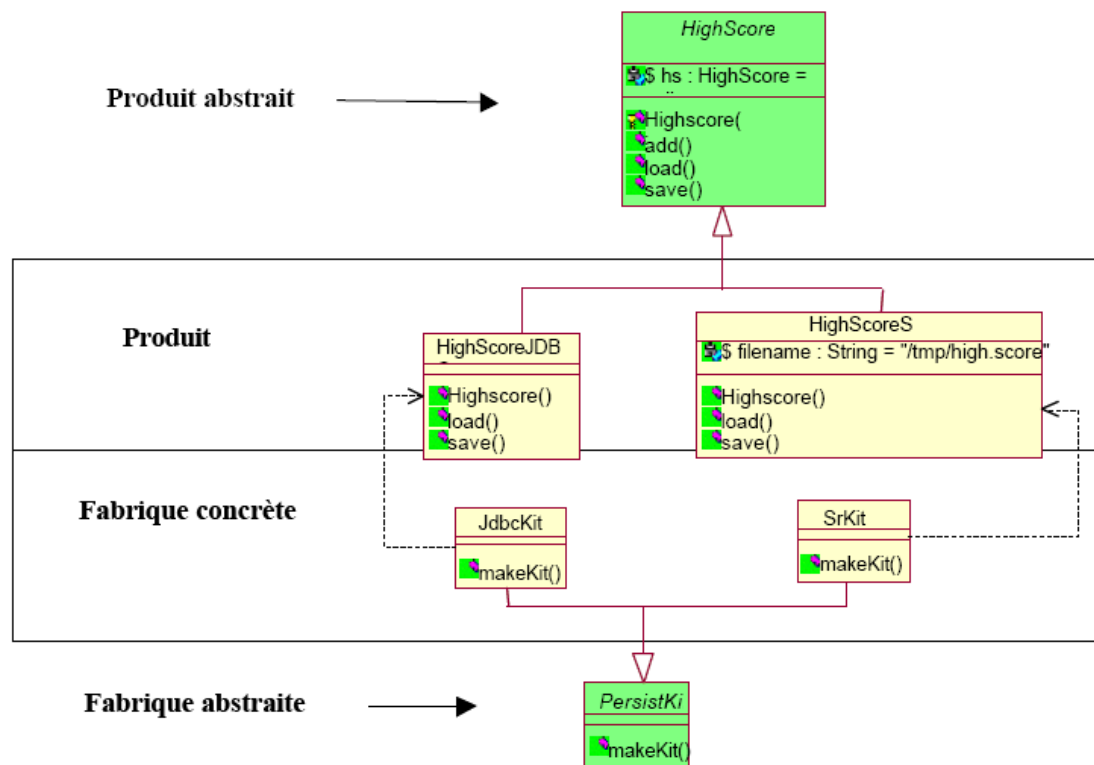 HighScore
$ hs : HighScore =
Produit abstrait
Highscore(
add()
load()
save()
Produit
HighScoreJDB
Highscore()
load()
save()
HighScoreS
$ filename : String = "/tmp/high.score"
Highscore()
load()
save()
Fabrique concrète
JdbcKit
makeKit()
SrKit
makeKit()
Fabrique abstraite
PersistKi
makeKit()